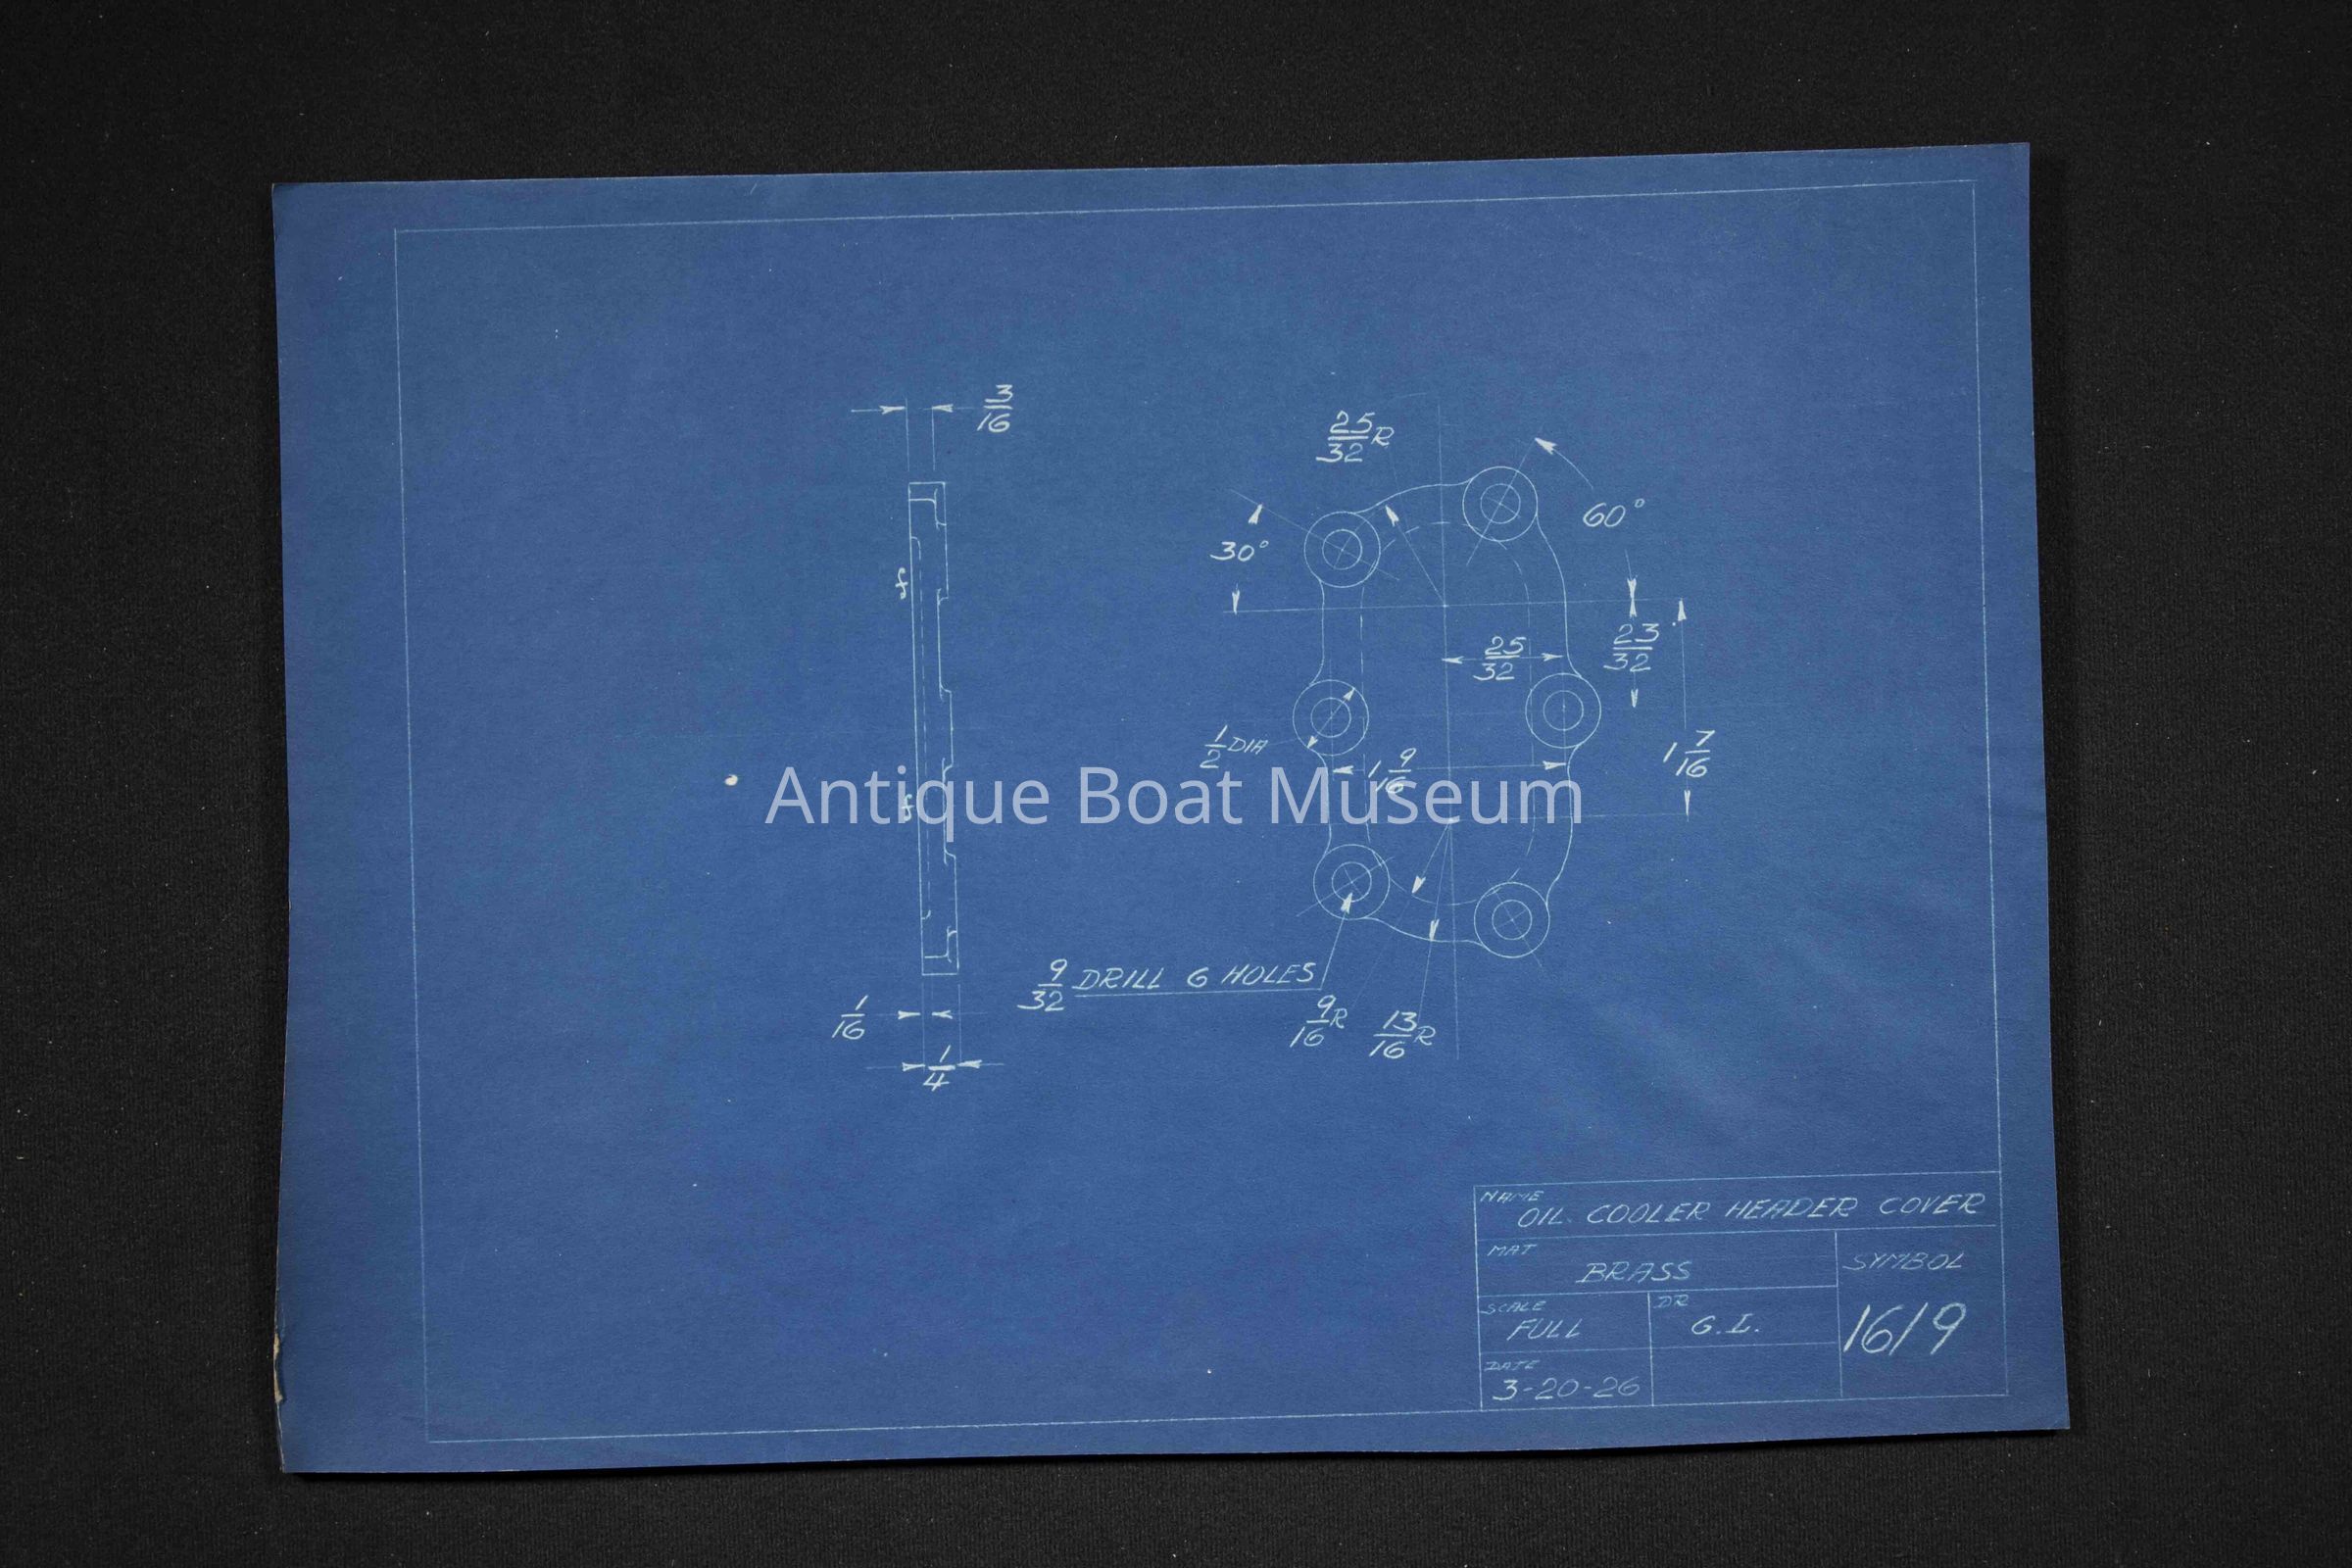 3/16
25/32 R
60°
30°
f
23/32
25/32
1/2 DIA
1 9/16
1 7/16
f
Antique Boat Museum
9/32 DRILL 6 HOLES
1/16
9/16 R
13/16 R
1/4
NAME
OIL COOLER HEADER COVER
MAT
BRASS
SYMBOL
1619
SCALE
FULL
DR
G.L.
DATE
3-20-26